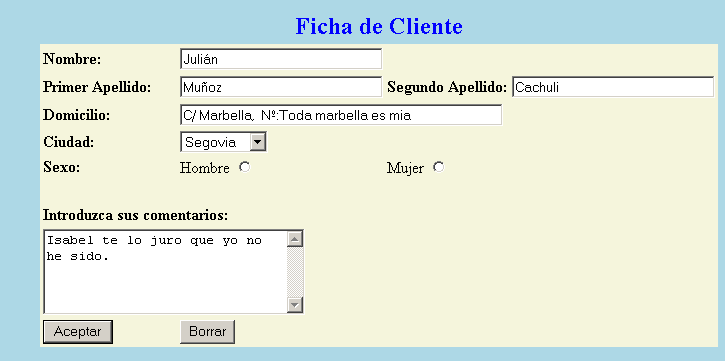 Ficha de Cliente
Nombre: Julián
Primer Apellido: Muñoz Segundo Apellido: Cachuli
Domicilio: C/ Marbella, Nº:Toda marbella es mia
Ciudad: Segovia
Sexo: Hombre Mujer
Introduzca sus comentarios:
Isabel te lo juro que yo no
he sido.
Aceptar Borrar